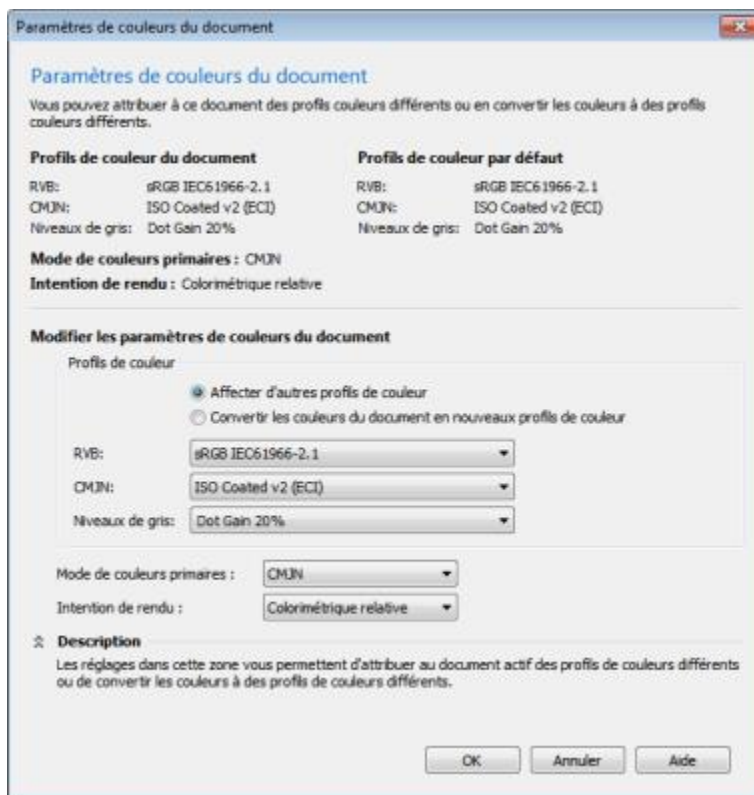 Paramètres de couleurs du document
Paramètres de couleurs du document
Vous pouvez attribuer à ce document des profils couleurs différents ou en convertir les couleurs à des profils
couleurs différents.
Profils de couleur du document Profils de couleur par défaut
RVB: sRGB IEC61966-2.1 RVB: sRGB IEC61966-2.1
CMJN: ISO Coated v2 (ECI) CMJN: ISO Coated v2 (ECI)
Niveaux de gris: Dot Gain 20% Niveaux de gris: Dot Gain 20%
Mode de couleurs primaires : CMJN
Intention de rendu : Colorimétrique relative
Modifier les paramètres de couleurs du document
Profils de couleur
Affecter d'autres profils de couleur
Convertir les couleurs du document en nouveaux profils de couleur
RVB: sRGB IEC61966-2.1
CMJN: ISO Coated v2 (ECI)
Niveaux de gris: Dot Gain 20%
Mode de couleurs primaires : CMJN
Intention de rendu : Colorimétrique relative
Description
Les réglages dans cette zone vous permettent d'attribuer au document actif des profils de couleurs différents
ou de convertir les couleurs à des profils de couleurs différents.
OK Annuler Aide